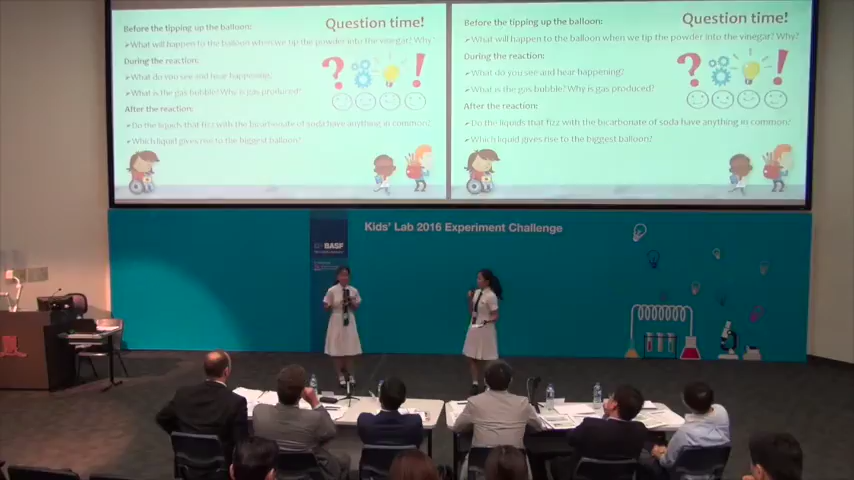 Question time!
Before the tipping up the balloon:
➤What will happen to the balloon when we tip the powder into the vinegar? Why?
During the reaction:
➤What do you see and hear happening?
➤What is the gas bubble? Why is gas produced?
After the reaction:
➤Do the liquids that fizz with the bicarbonate of soda have anything in common?
➤Which liquid gives rise to the biggest balloon?
Question time!
Before the tipping up the balloon:
➤What will happen to the balloon when we tip the powder into the vinegar? Why?
During the reaction:
➤What do you see and hear happening?
➤What is the gas bubble? Why is gas produced?
After the reaction:
➤Do the liquids that fizz with the bicarbonate of soda have anything in common?
➤Which liquid gives rise to the biggest balloon?
BASF
Kids' Lab 2016 Experiment Challenge